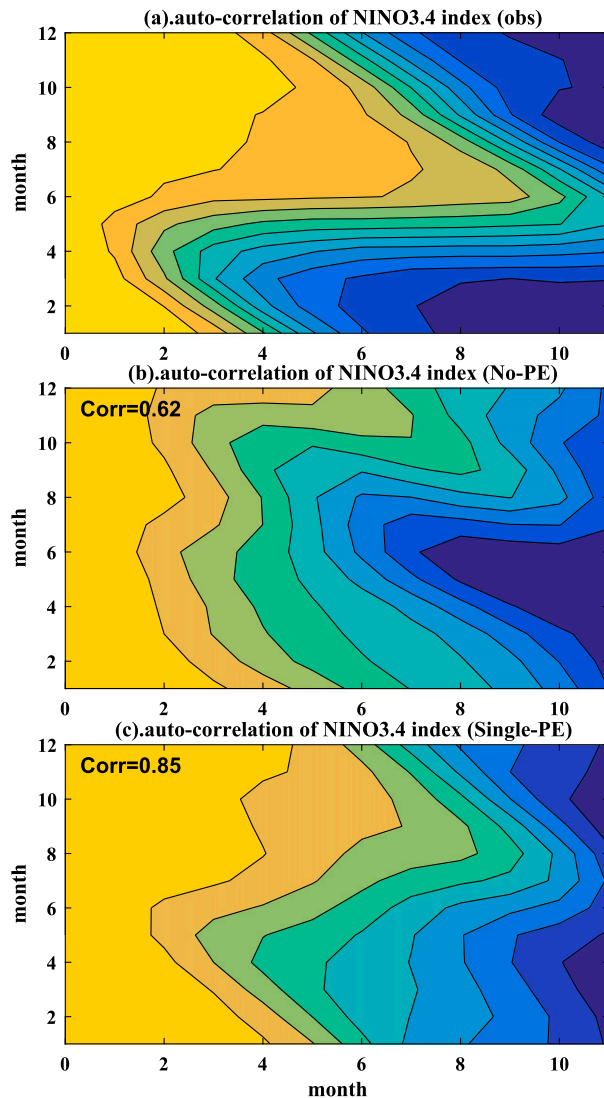 (a).auto-correlation of NINO3.4 index (obs)
12
10
8
6
4
2
month
0 2 4 6 8 10
(b).auto-correlation of NINO3.4 index (No-PE)
Corr=0.62
12
10
8
6
4
2
month
0 2 4 6 8 10
(c).auto-correlation of NINO3.4 index (Single-PE)
Corr=0.85
12
10
8
6
4
2
month
0 2 4 6 8 10
month